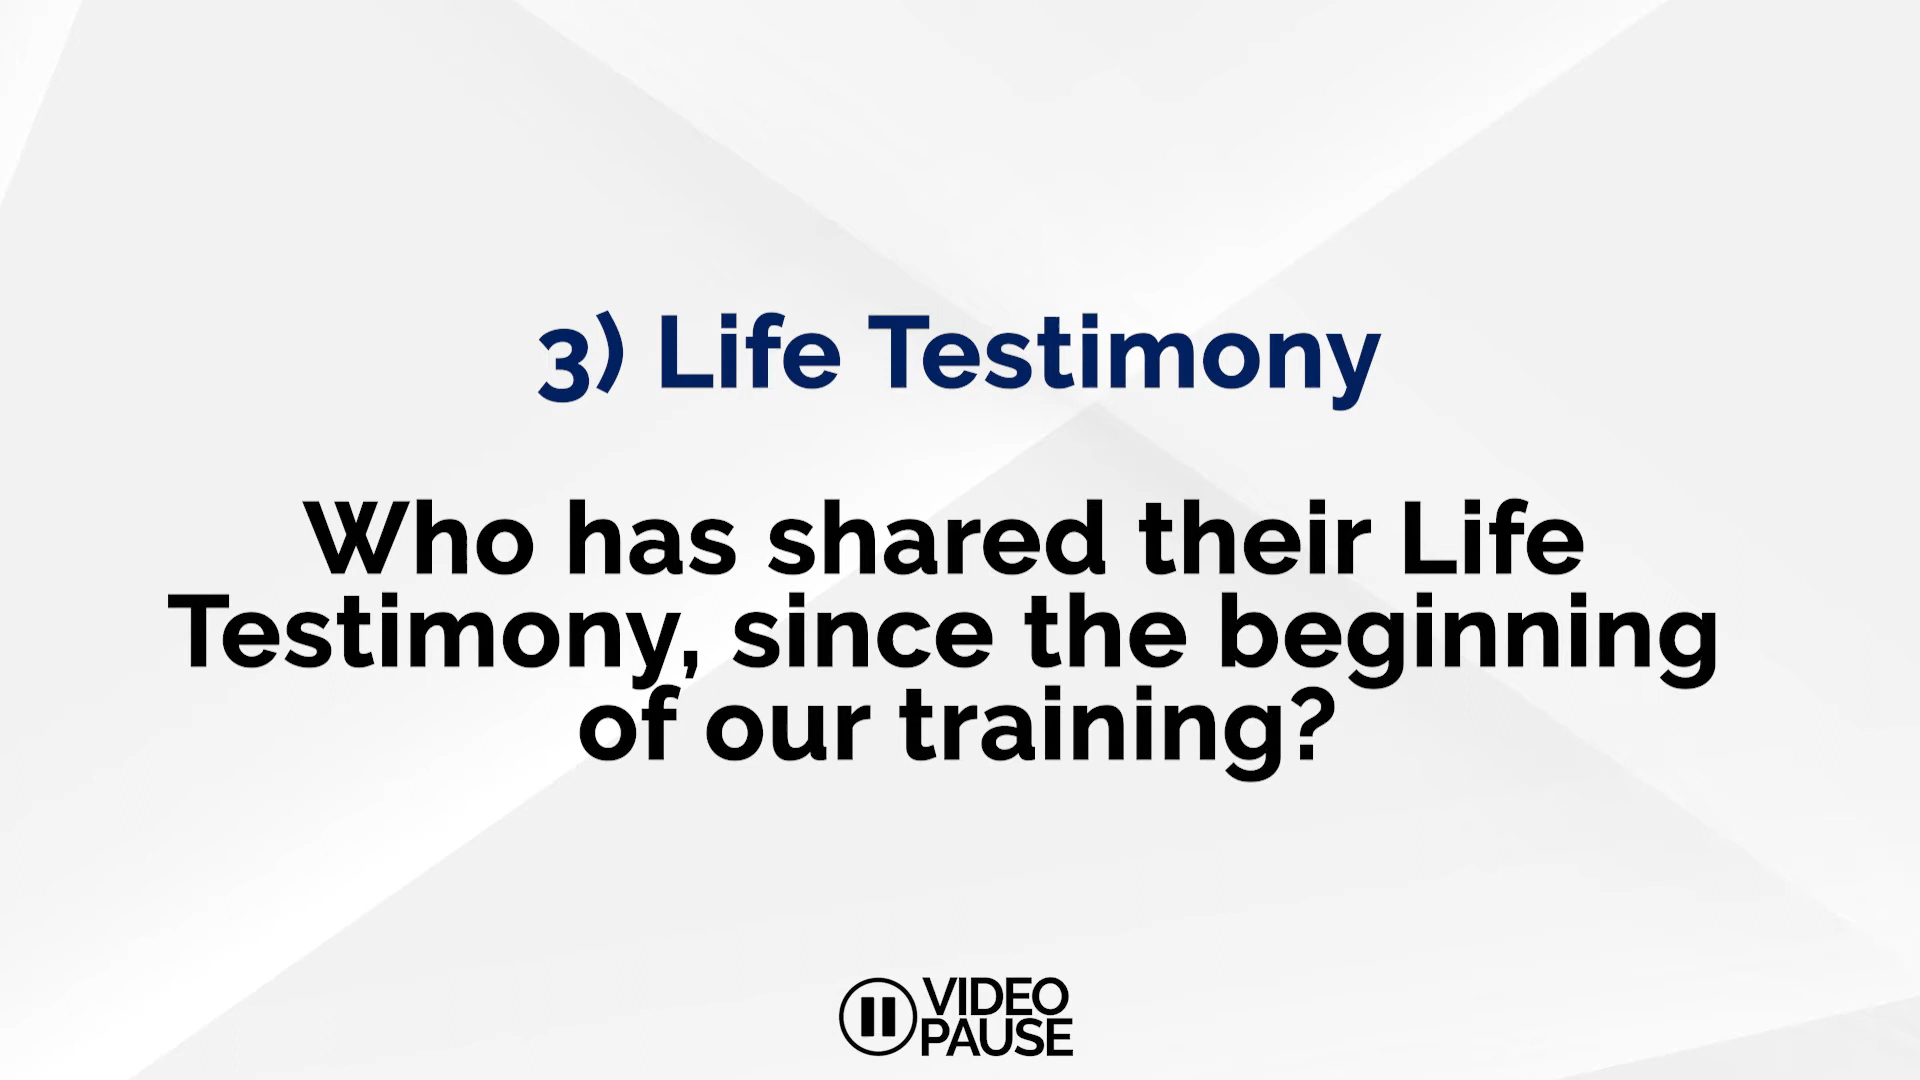 3) Life Testimony
Who has shared their Life
Testimony, since the beginning
of our training?
VIDEO
PAUSE